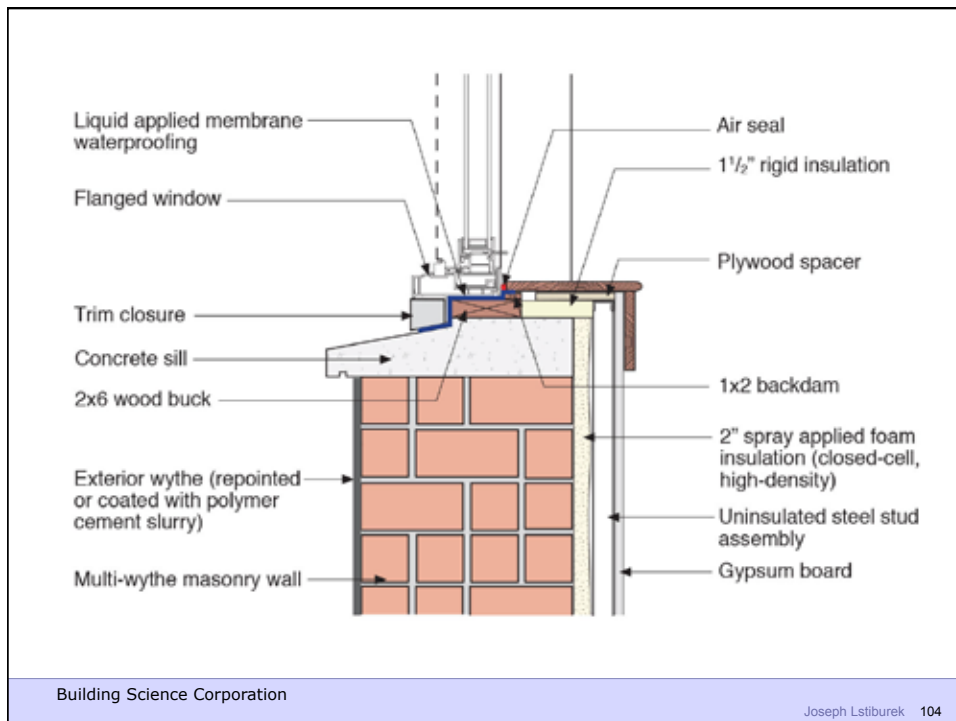 Liquid applied membrane
waterproofing
Flanged window
Trim closure
Concrete sill
2x6 wood buck
Exterior wythe (repointed
or coated with polymer
cement slurry)
Multi-wythe masonry wall
Air seal
1 1/2” rigid insulation
Plywood spacer
1x2 backdam
2” spray applied foam
insulation (closed-cell,
high-density)
Uninsulated steel stud
assembly
Gypsum board
Building Science Corporation
Joseph Lstiburek 104